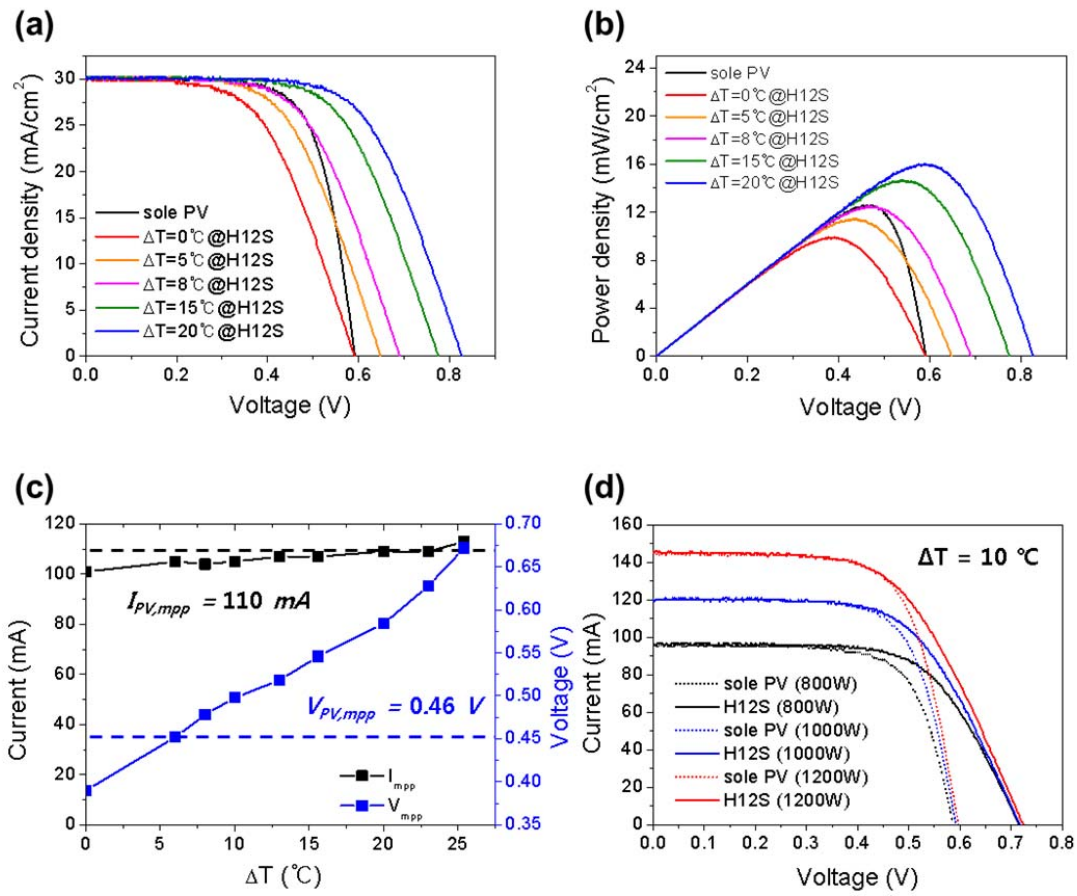 (a)
30
25
20
15
10
5
0
0.0 0.2 0.4 0.6 0.8
Current density (mA/cm²)
Voltage (V)
sole PV
ΔT=0℃@H12S
ΔT=5℃@H12S
ΔT=8℃@H12S
ΔT=15℃@H12S
ΔT=20℃@H12S
(b)
24
20
16
12
8
4
0
0.0 0.2 0.4 0.6 0.8
Power density (mW/cm²)
Voltage (V)
sole PV
ΔT=0℃@H12S
ΔT=5℃@H12S
ΔT=8℃@H12S
ΔT=15℃@H12S
ΔT=20℃@H12S
(c)
120
100
80
60
40
20
0
0 5 10 15 20 25
0.70
0.65
0.60
0.55
0.50
0.45
0.40
0.35
Current (mA)
Voltage (V)
ΔT (℃)
I_PV,mpp = 110 mA
V_PV,mpp = 0.46 V
I_mpp
V_mpp
(d)
160
140
120
100
80
60
40
20
0
0.0 0.1 0.2 0.3 0.4 0.5 0.6 0.7 0.8
Current (mA)
Voltage (V)
ΔT = 10 ℃
sole PV (800W)
H12S (800W)
sole PV (1000W)
H12S (1000W)
sole PV (1200W)
H12S (1200W)